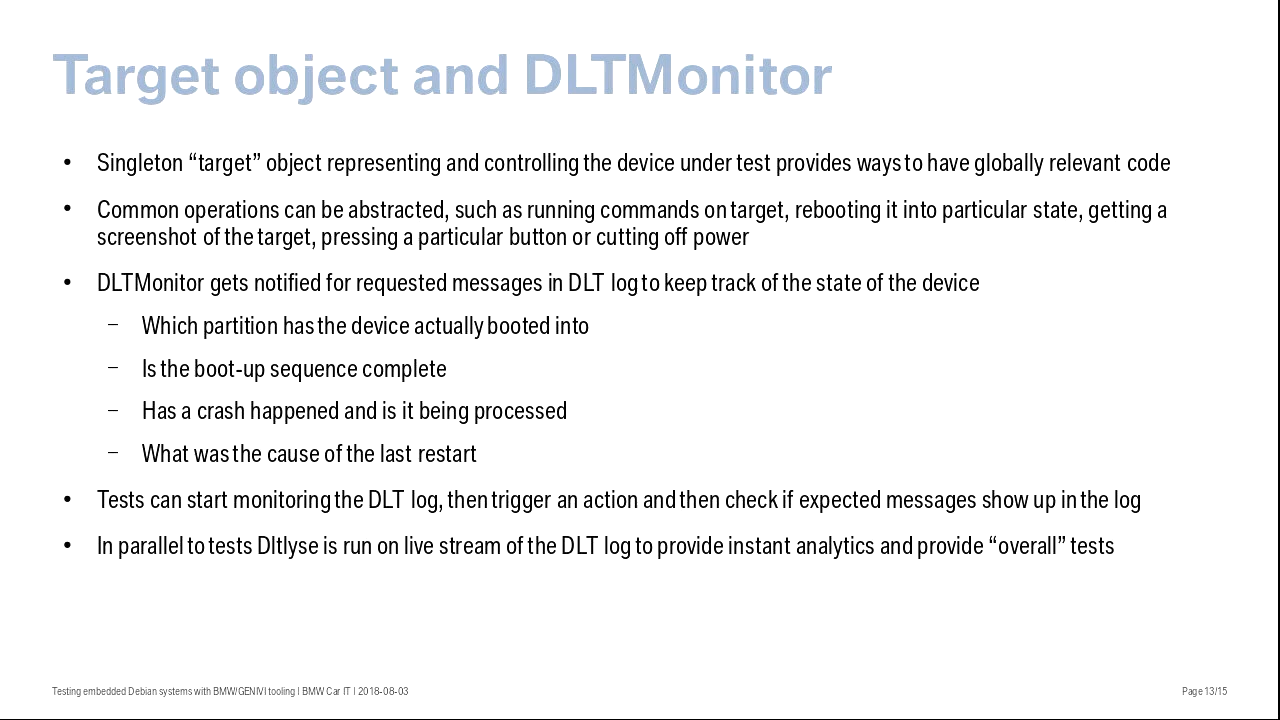 Target object and DLTMonitor
• Singleton “target” object representing and controlling the device under test provides ways to have globally relevant code
• Common operations can be abstracted, such as running commands on target, rebooting it into particular state, getting a
screenshot of the target, pressing a particular button or cutting off power
• DLTMonitor gets notified for requested messages in DLT log to keep track of the state of the device
– Which partition has the device actually booted into
– Is the boot-up sequence complete
– Has a crash happened and is it being processed
– What was the cause of the last restart
• Tests can start monitoring the DLT log, then trigger an action and then check if expected messages show up in the log
• In parallel to tests Dltlyse is run on live stream of the DLT log to provide instant analytics and provide “overall” tests
Testing embedded Debian systems with BMW/GENIVI tooling | BMW Car IT | 2018-08-03
Page 13/15